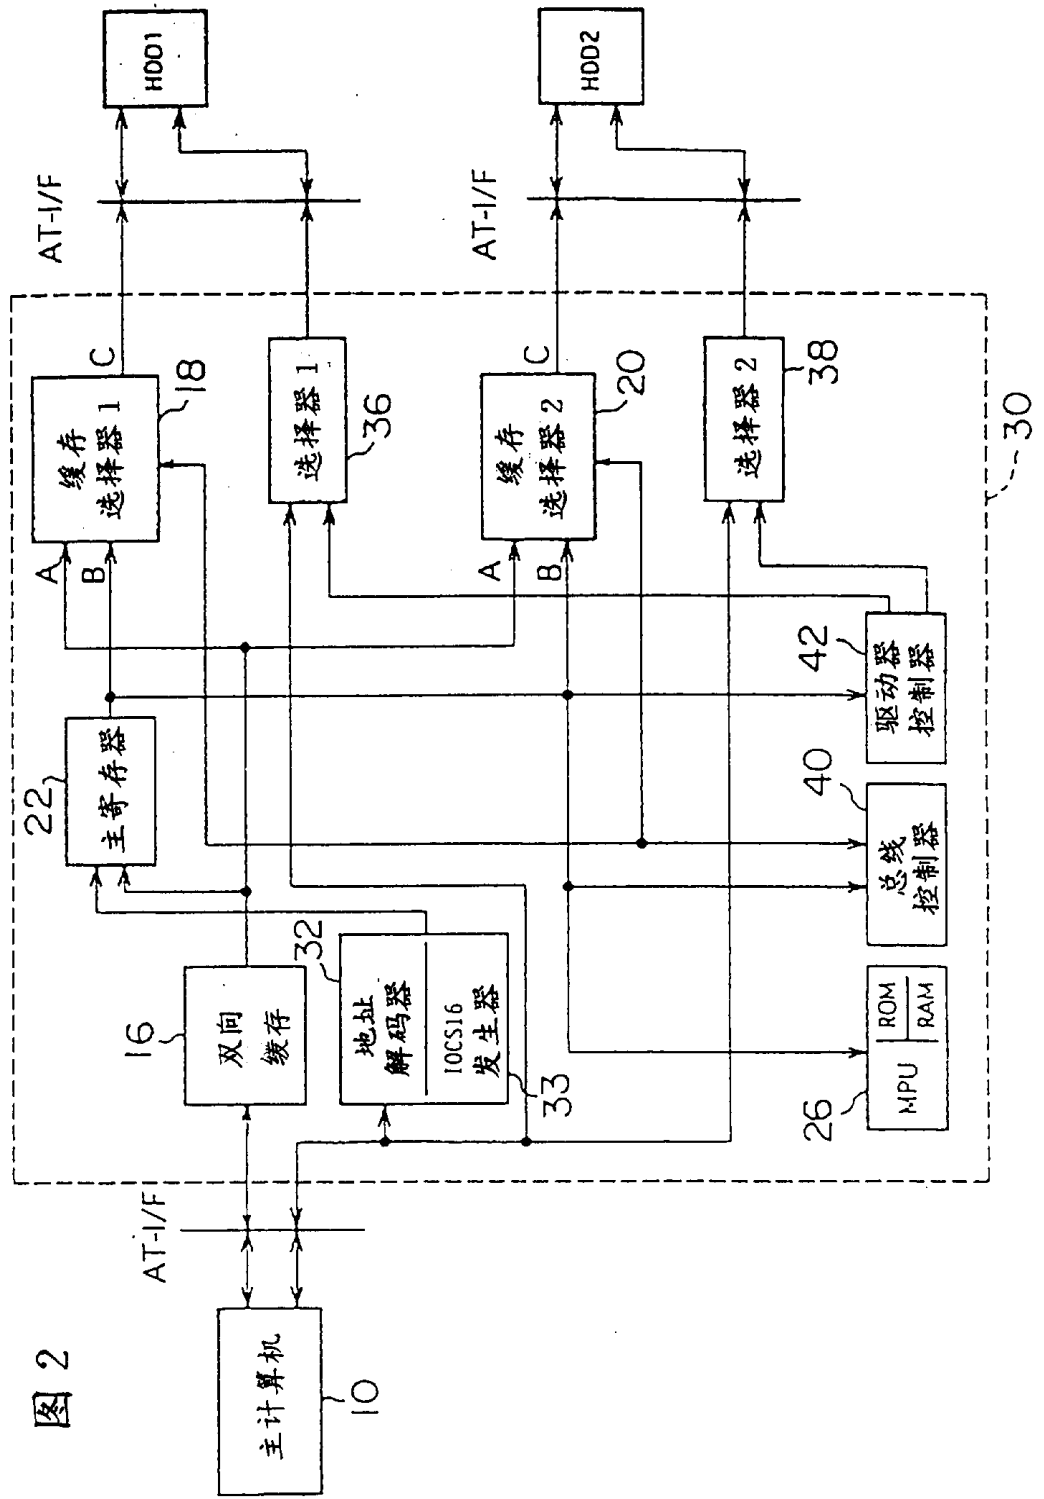 图 2
主计算机
10
AT-I/F
双向
缓存
16
地址
解码器
32
IOCS16
发生器
33
主寄存器
22
A
B
C
缓存
选择器 1
18
选择器 1
36
A
B
C
缓存
选择器 2
20
选择器 2
38
MPU
ROM
RAM
26
总线
控制器
40
驱动器
控制器
42
30
AT-I/F
HDD1
AT-I/F
HDD2